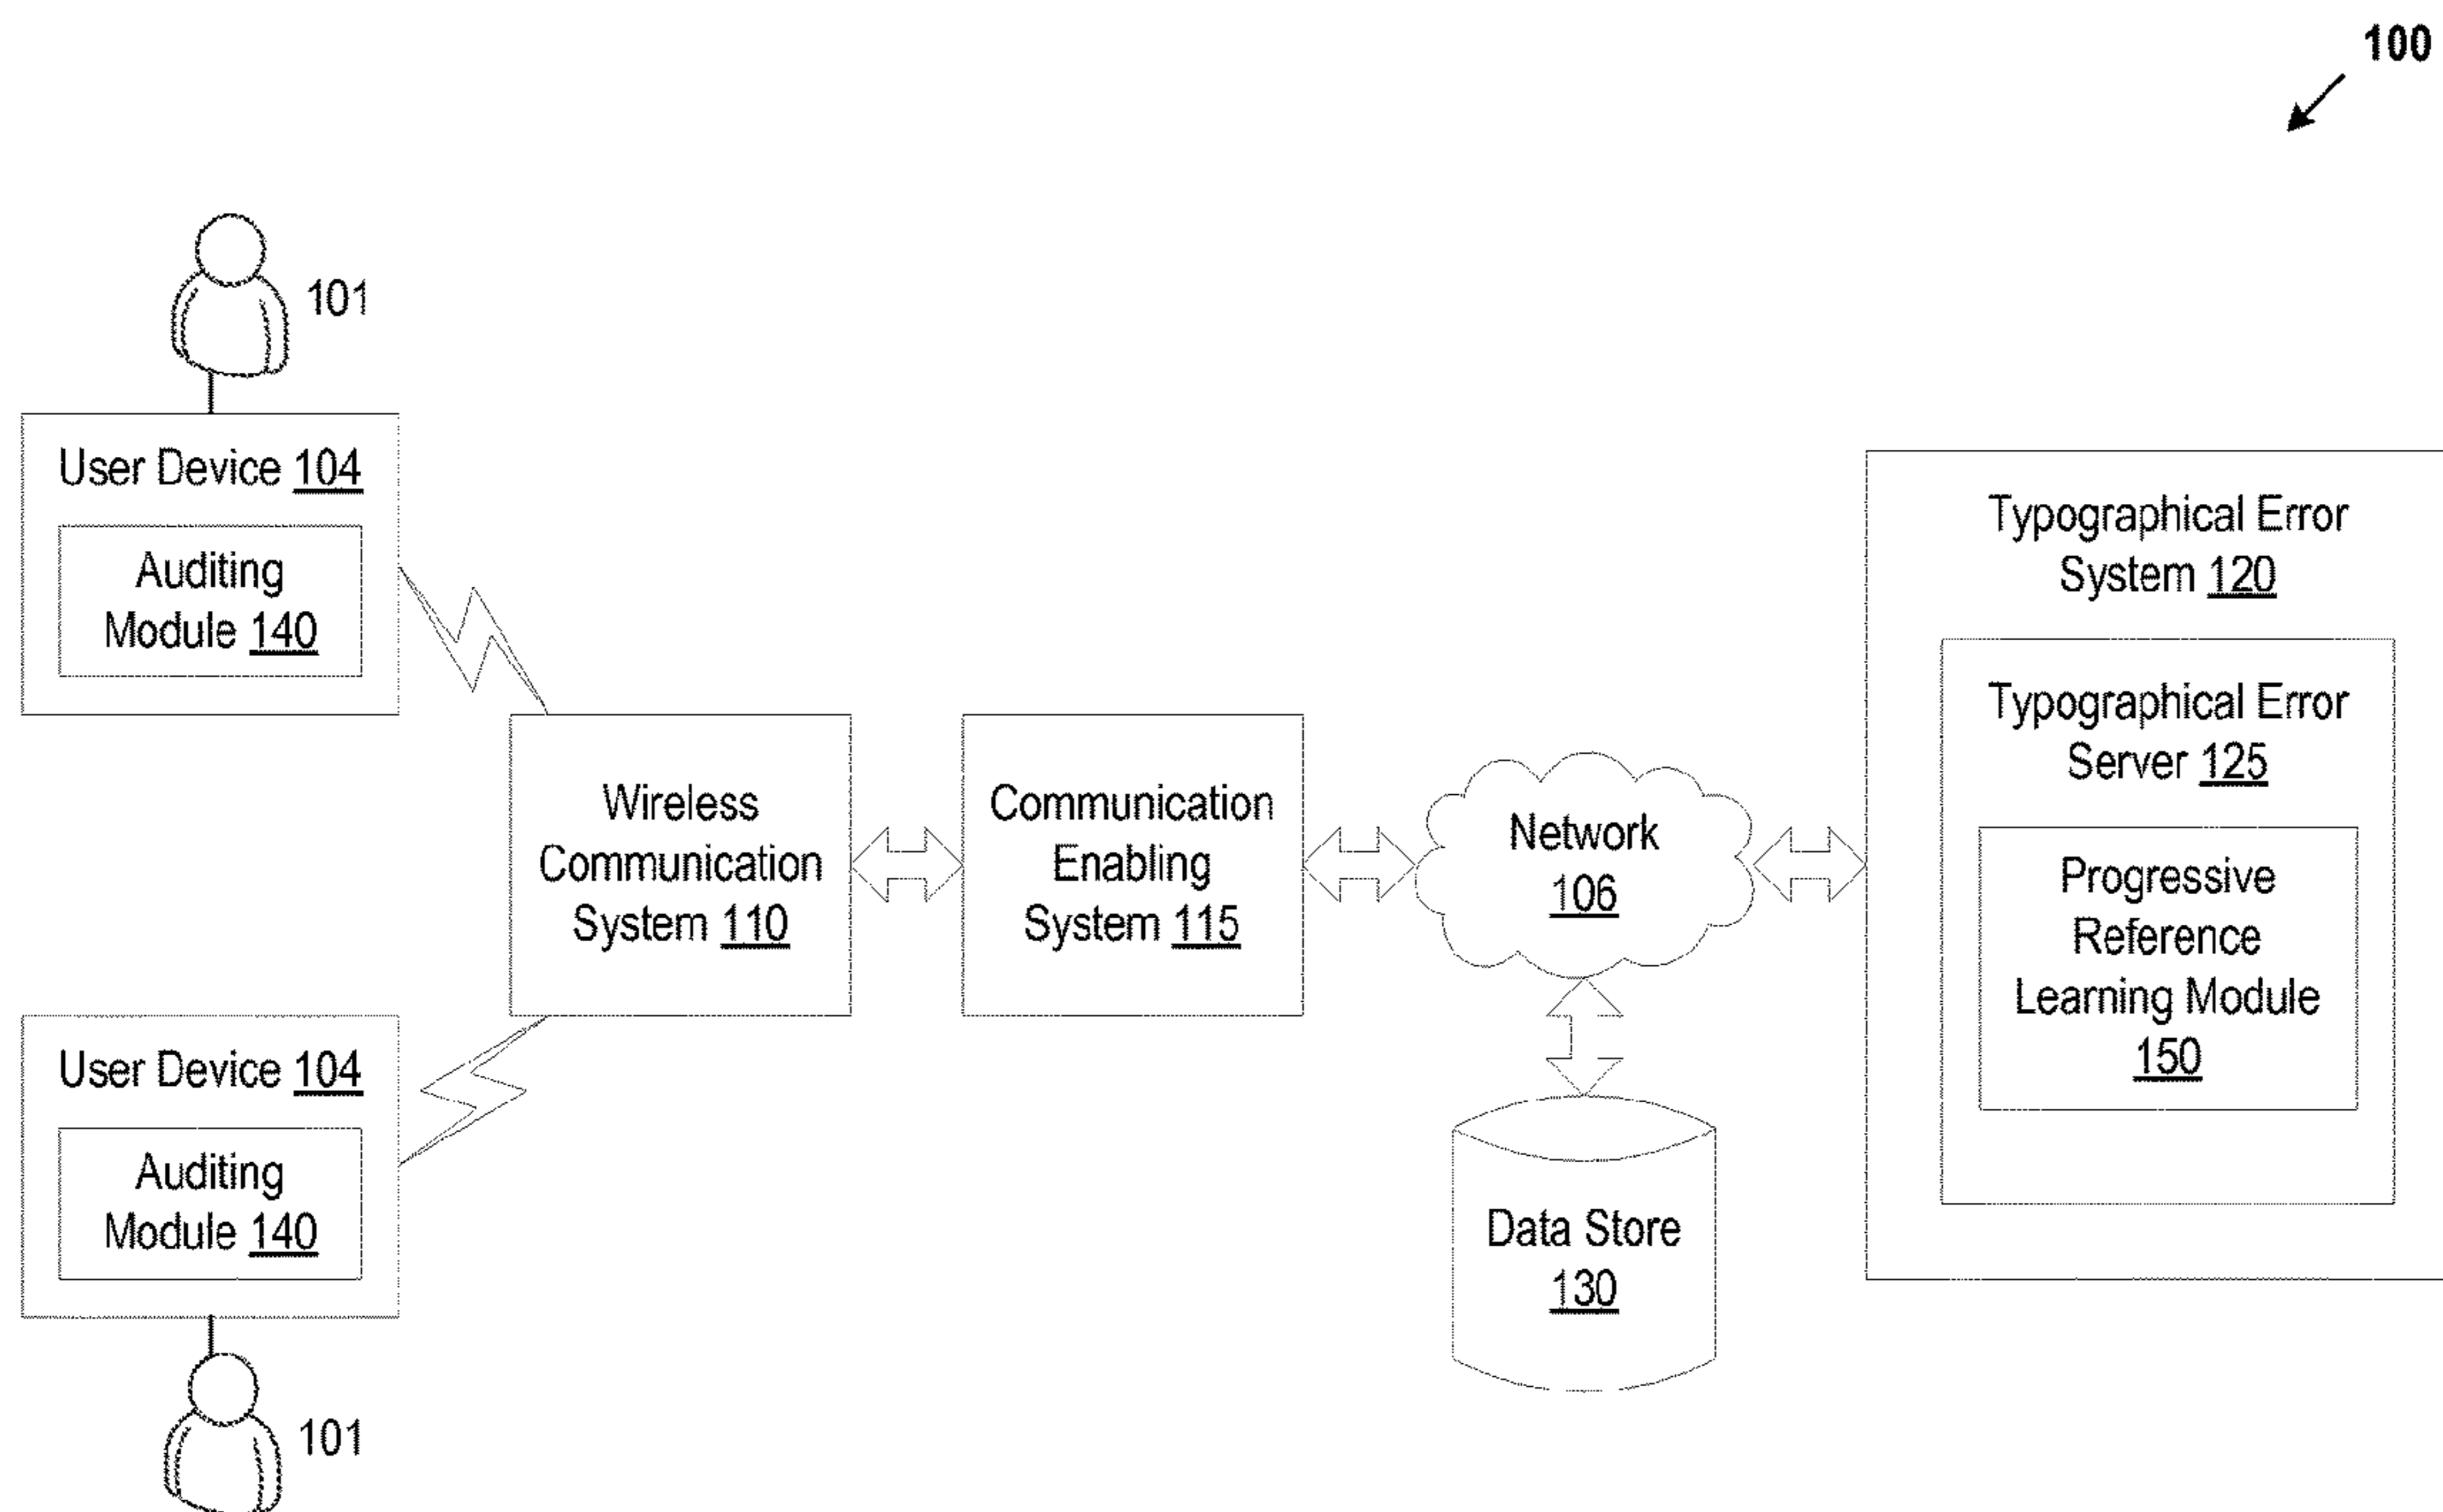 100
101
User Device 104
Auditing
Module 140
Wireless
Communication
System 110
Communication
Enabling
System 115
Network
106
Data Store
130
Typographical Error
System 120
Typographical Error
Server 125
Progressive
Reference
Learning Module
150
User Device 104
Auditing
Module 140
101